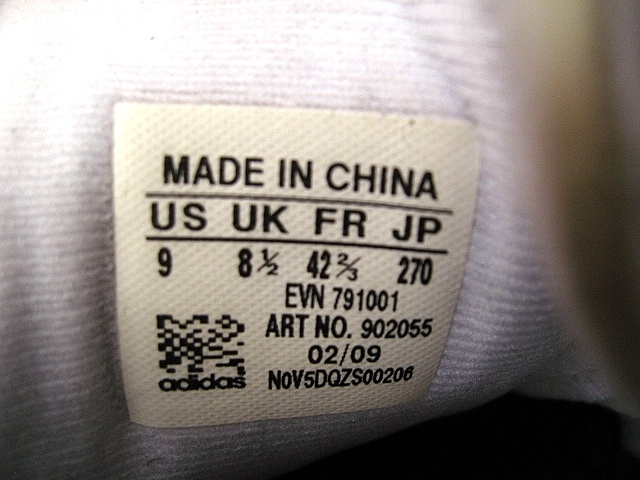 MADE IN CHINA
US UK FR JP
9 8½ 42⅔ 270
EVN 791001
ART NO. 902055
02/09
adidas N0V5DQZS00206